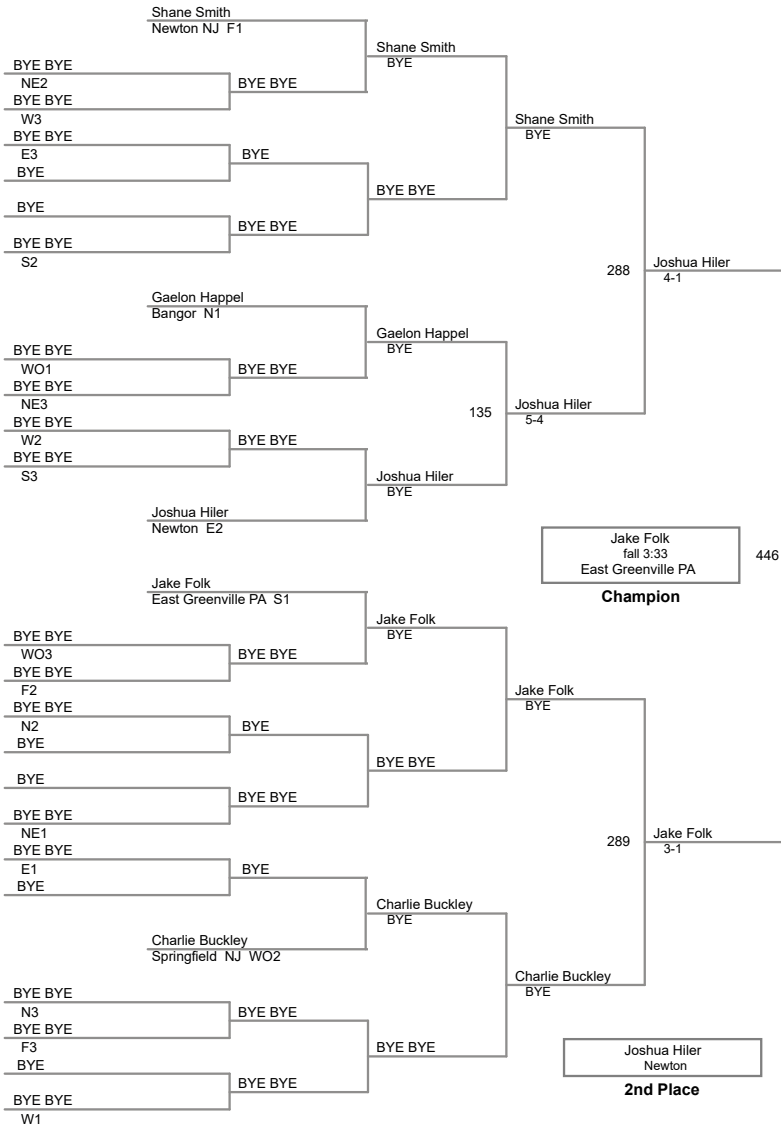 Shane Smith
Newton NJ F1
Shane Smith
BYE
BYE BYE
NE2
BYE BYE
BYE BYE
W3
Shane Smith
BYE
BYE BYE
E3
BYE
BYE
BYE BYE
BYE
BYE BYE
BYE BYE
S2
288
Joshua Hiler
4-1
Gaelon Happel
Bangor N1
Gaelon Happel
BYE
BYE BYE
WO1
BYE BYE
BYE BYE
NE3
135
Joshua Hiler
5-4
BYE BYE
W2
BYE BYE
BYE BYE
S3
Joshua Hiler
BYE
Joshua Hiler
Newton E2
Jake Folk
fall 3:33
East Greenville PA
446
Champion
Jake Folk
East Greenville PA S1
Jake Folk
BYE
BYE BYE
WO3
BYE BYE
BYE BYE
F2
Jake Folk
BYE
BYE BYE
N2
BYE
BYE
BYE BYE
BYE
BYE BYE
BYE BYE
NE1
289
Jake Folk
3-1
BYE BYE
E1
BYE
BYE
Charlie Buckley
BYE
Charlie Buckley
Springfield NJ WO2
Charlie Buckley
BYE
BYE BYE
N3
BYE BYE
BYE BYE
F3
BYE BYE
BYE
BYE BYE
BYE BYE
W1
Joshua Hiler
Newton
2nd Place